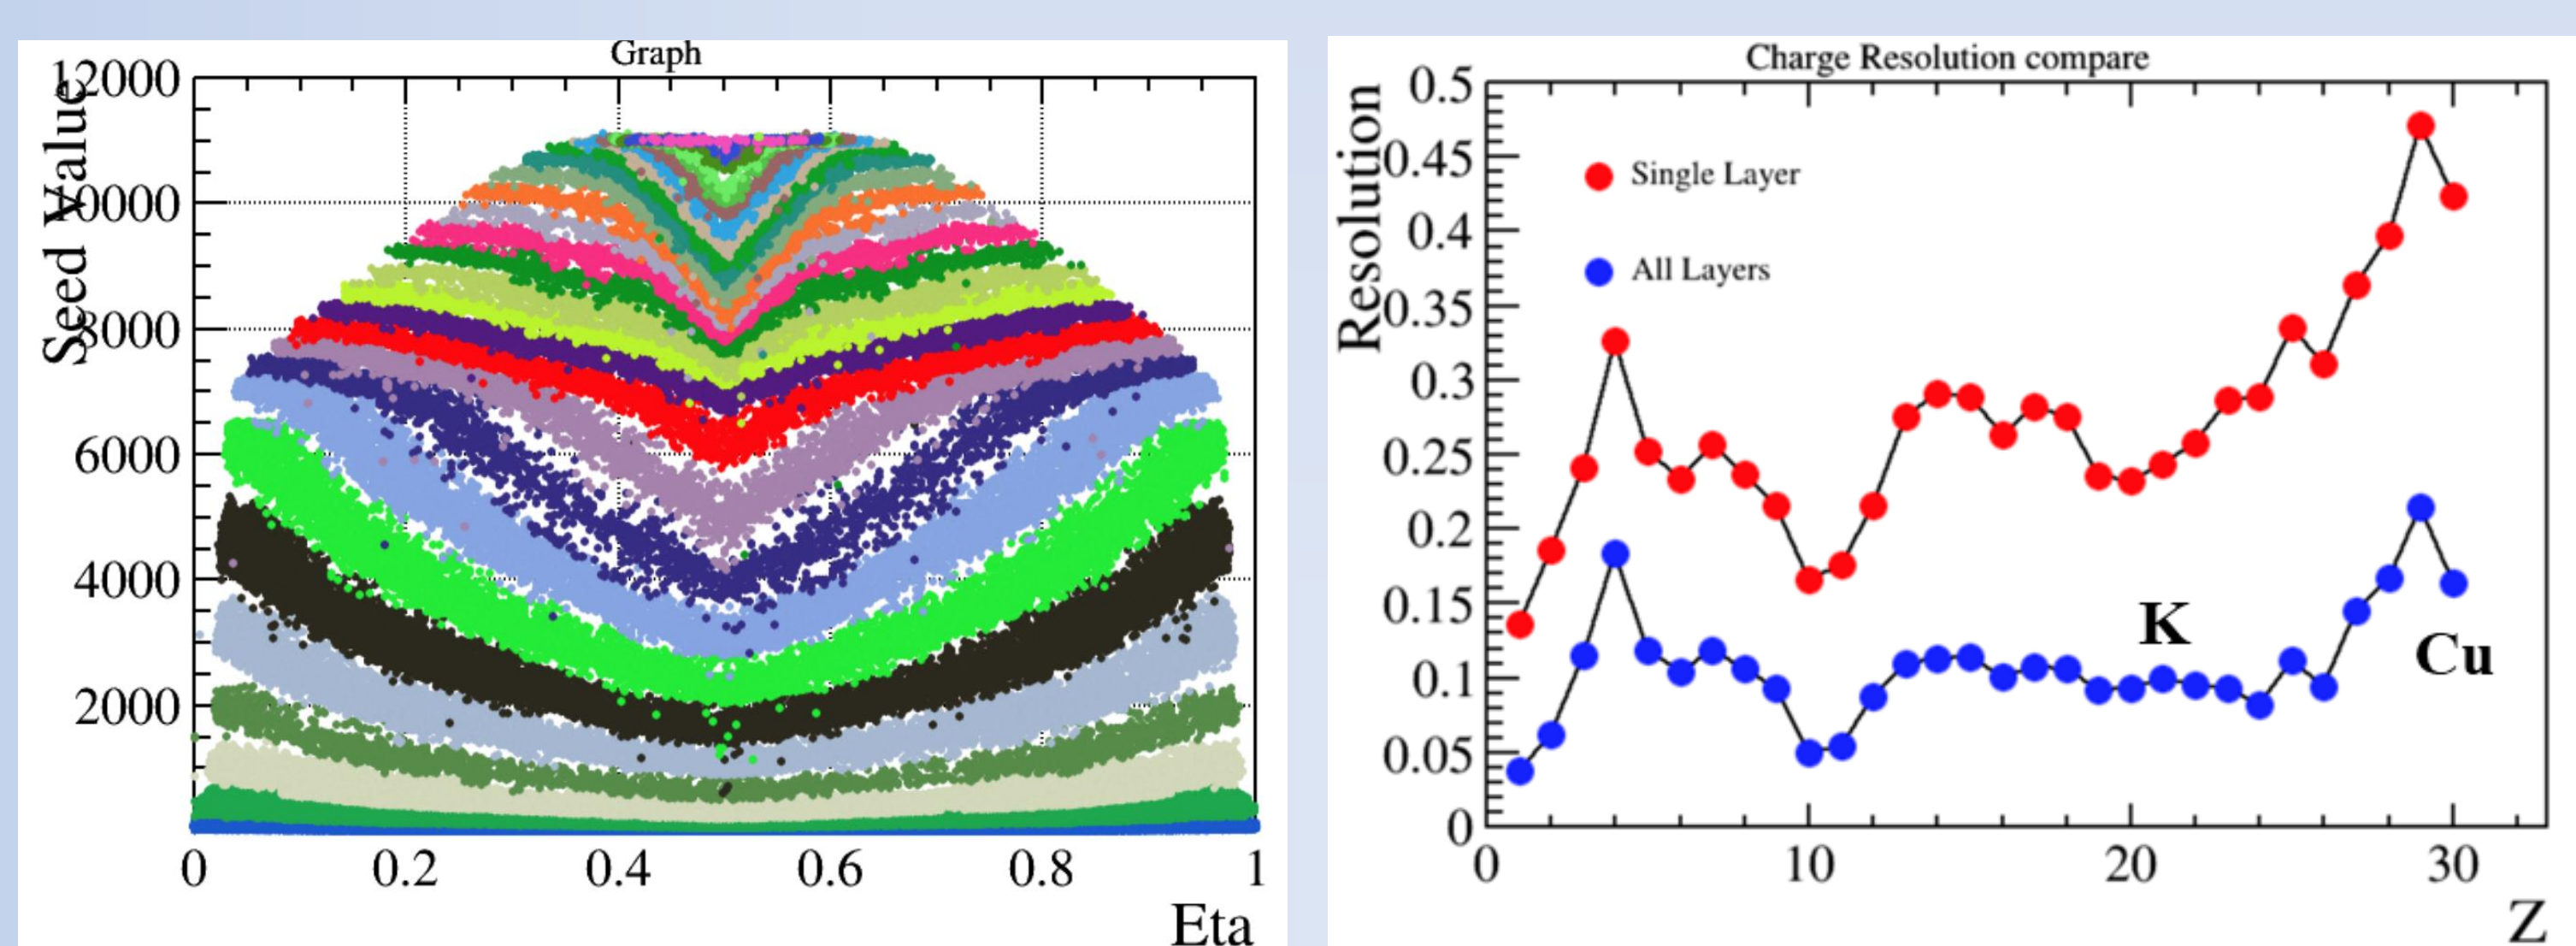 Graph
Seed Value
12000
10000
8000
6000
4000
2000
0
0.2
0.4
0.6
0.8
1
Eta
Charge Resolution compare
Resolution
0.5
0.45
0.4
0.35
0.3
0.25
0.2
0.15
0.1
0.05
0
Single Layer
All Layers
K
Cu
0
10
20
30
Z